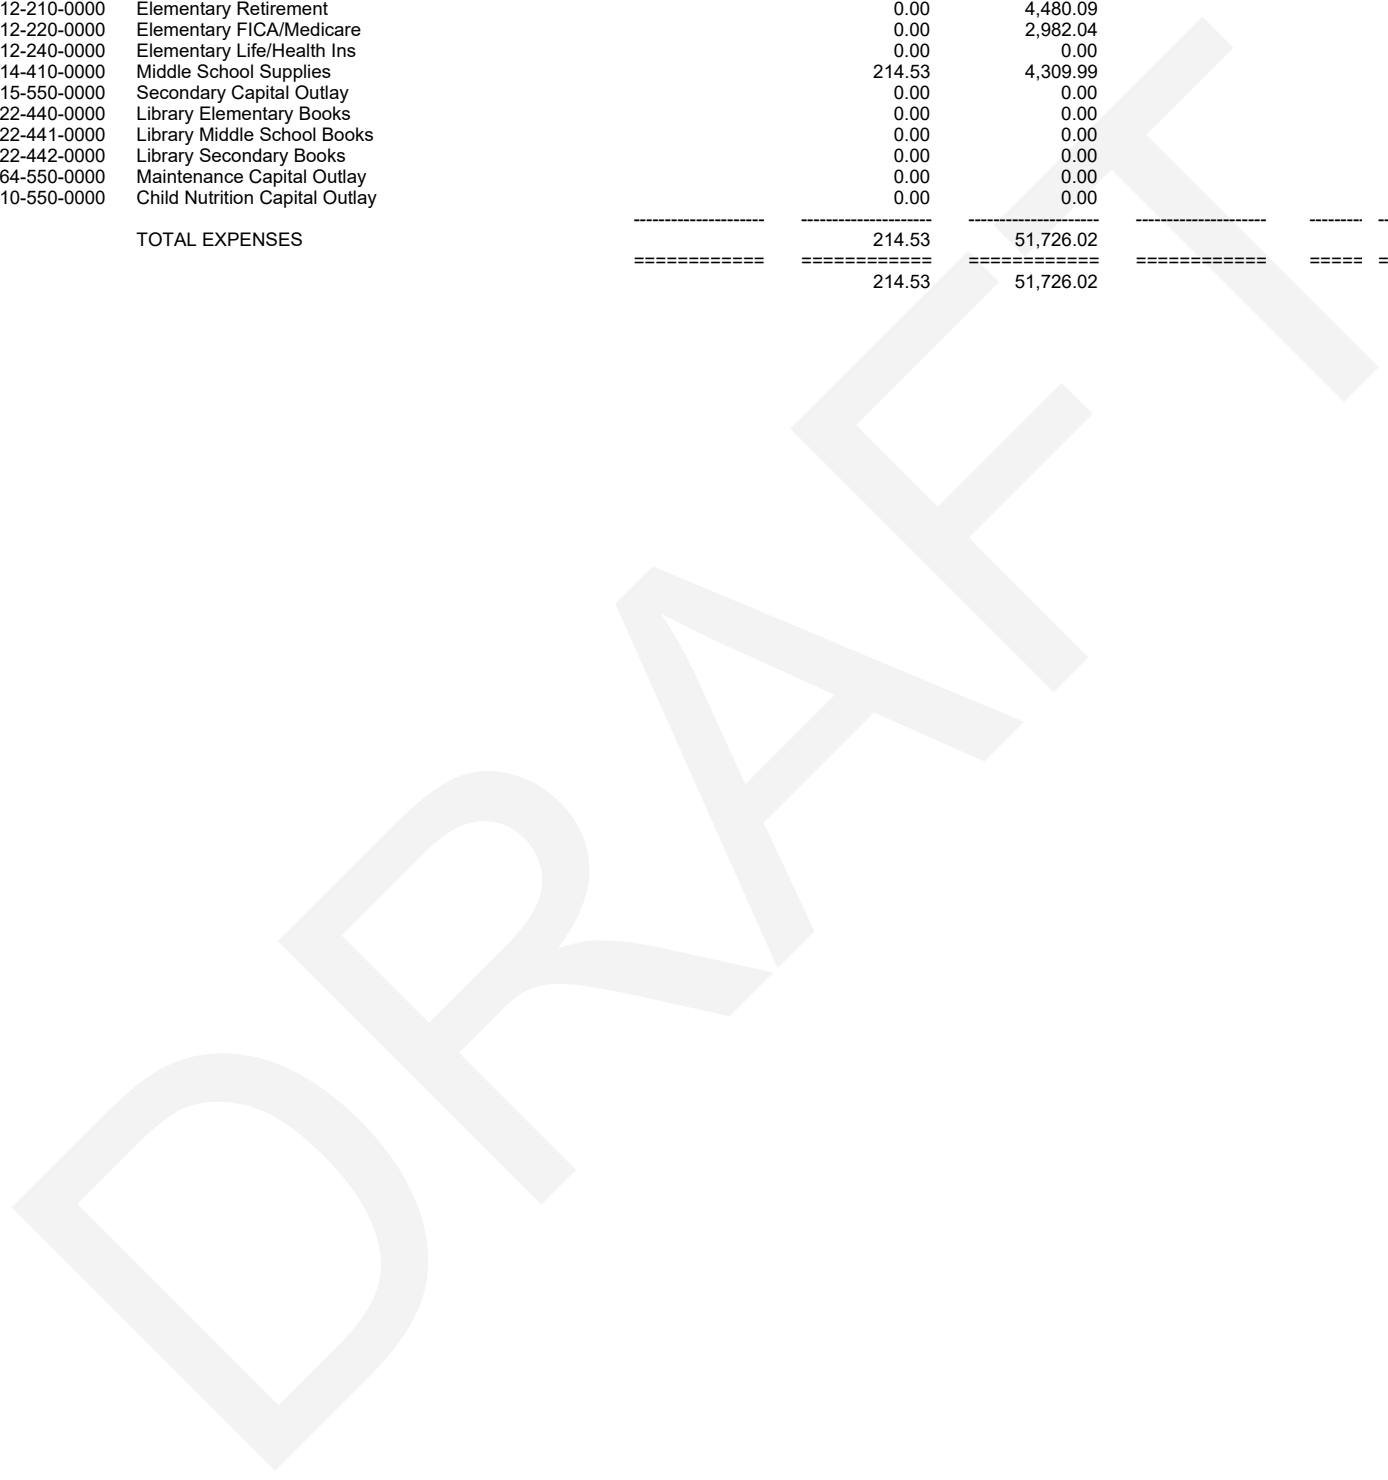 12-210-0000 Elementary Retirement 0.00 4,480.09
12-220-0000 Elementary FICA/Medicare 0.00 2,982.04
12-240-0000 Elementary Life/Health Ins 0.00 0.00
14-410-0000 Middle School Supplies 214.53 4,309.99
15-550-0000 Secondary Capital Outlay 0.00 0.00
22-440-0000 Library Elementary Books 0.00 0.00
22-441-0000 Library Middle School Books 0.00 0.00
22-442-0000 Library Secondary Books 0.00 0.00
64-550-0000 Maintenance Capital Outlay 0.00 0.00
10-550-0000 Child Nutrition Capital Outlay 0.00 0.00
--------------------- --------------------- --------------------- --------------------- --------- --
TOTAL EXPENSES 214.53 51,726.02
============ ============ ============ ============ ===== =
214.53 51,726.02
DRAFT